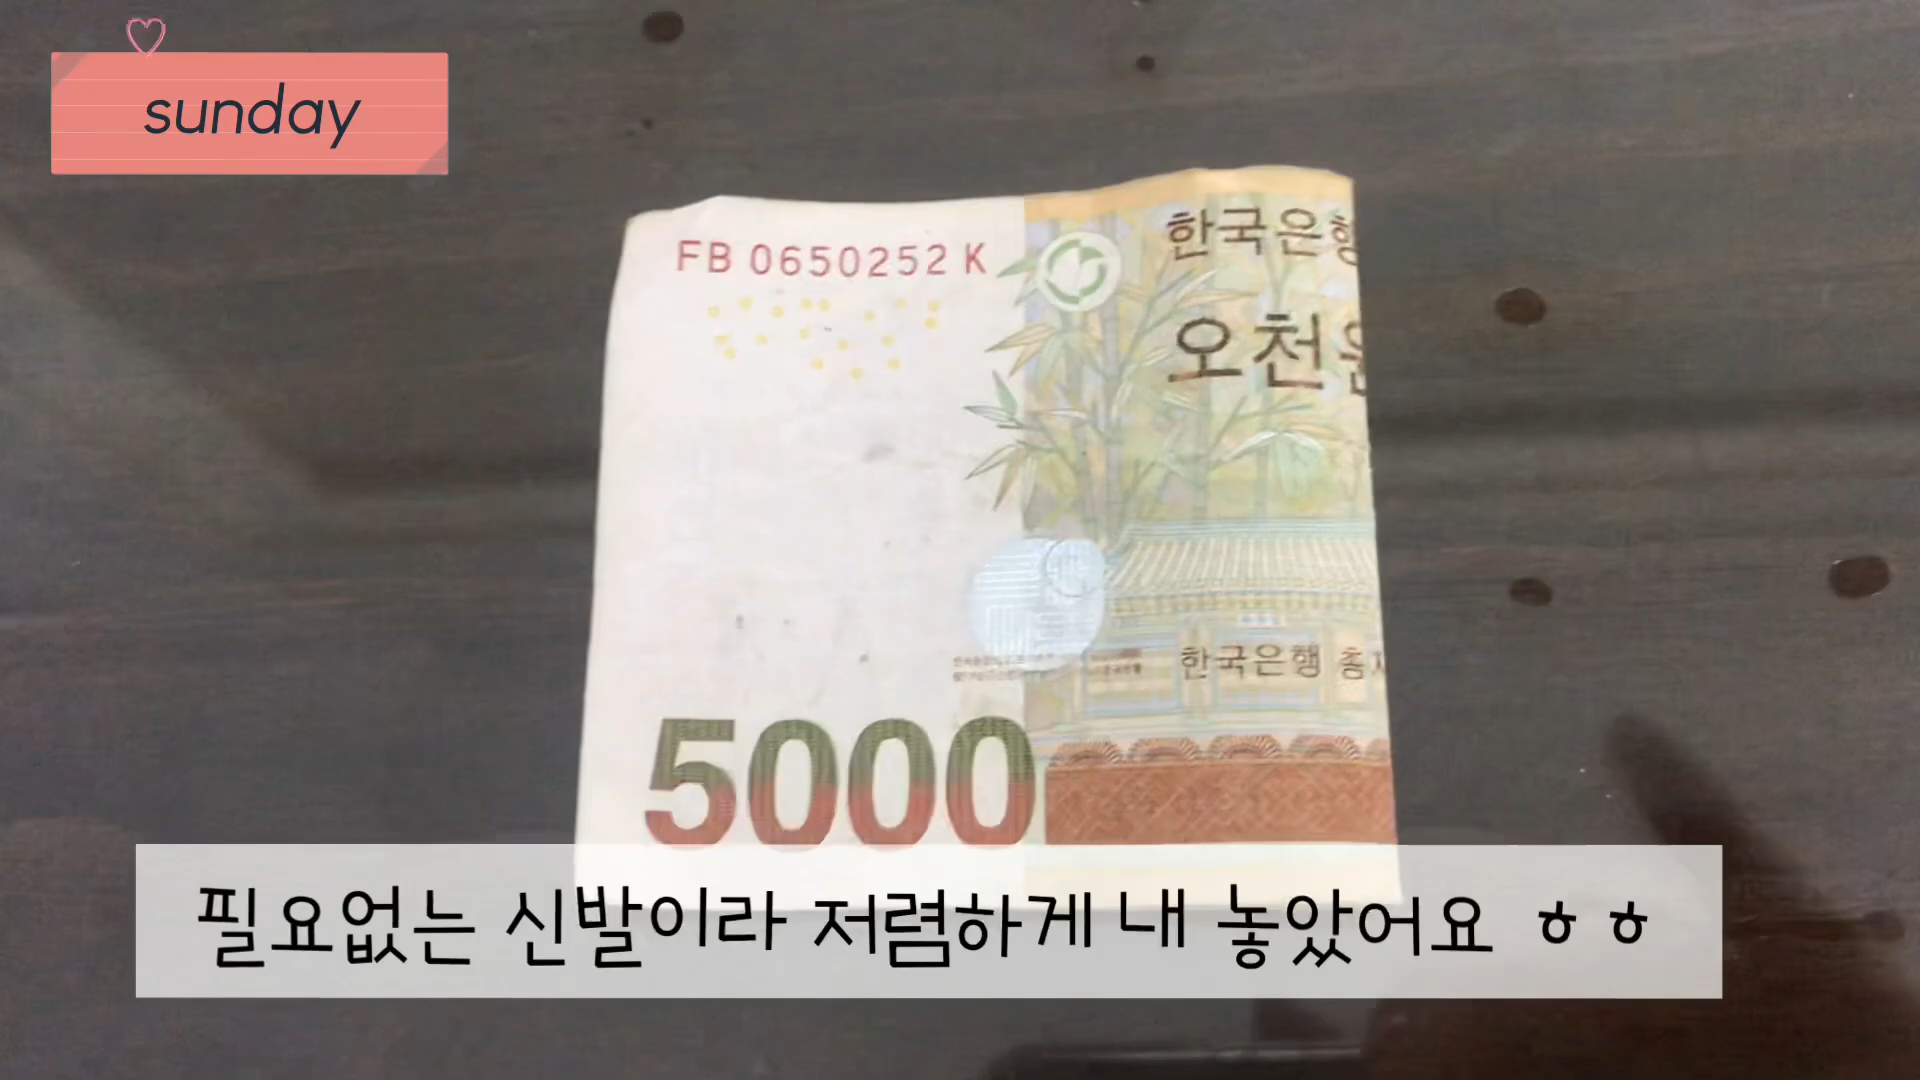 sunday
FB 0650252 K
한국은행
오천원
한국은행 총재
5000
필요없는 신발이라 저렴하게 내 놓았어요 ㅎㅎ